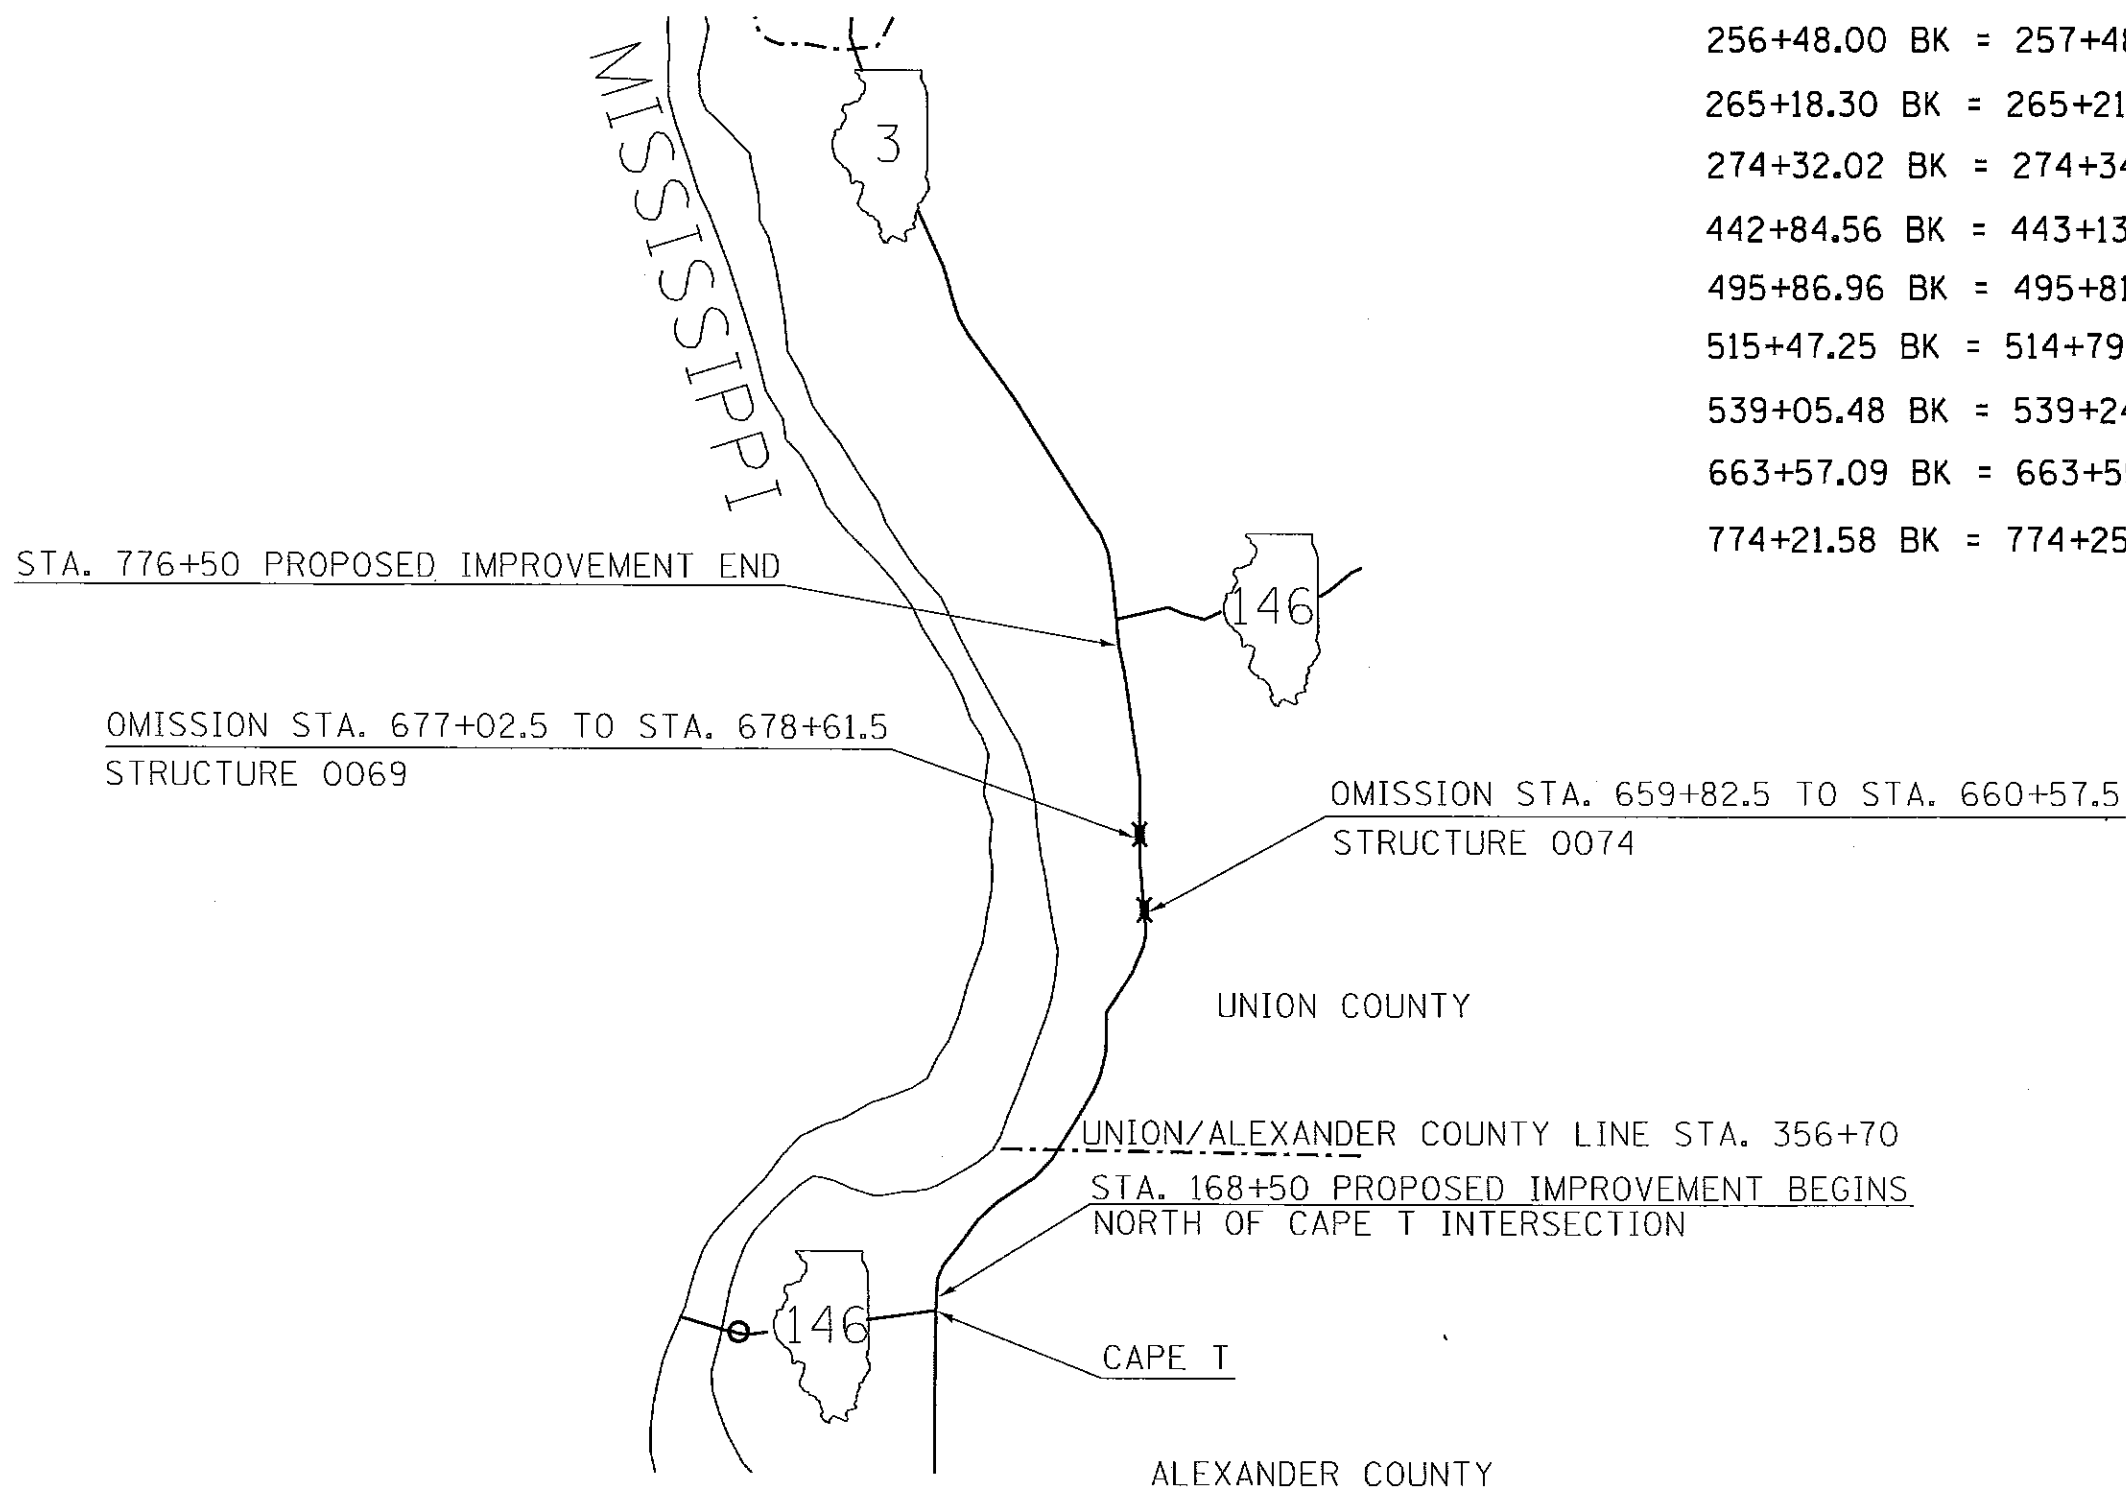 256+48.00 BK = 257+48
265+18.30 BK = 265+21
274+32.02 BK = 274+34
442+84.56 BK = 443+13
495+86.96 BK = 495+81
515+47.25 BK = 514+79
539+05.48 BK = 539+24
663+57.09 BK = 663+5
774+21.58 BK = 774+25
3
MISSISSIPPI
STA. 776+50 PROPOSED IMPROVEMENT END
146
OMISSION STA. 677+02.5 TO STA. 678+61.5
STRUCTURE 0069
OMISSION STA. 659+82.5 TO STA. 660+57.5
STRUCTURE 0074
UNION COUNTY
UNION/ALEXANDER COUNTY LINE STA. 356+70
STA. 168+50 PROPOSED IMPROVEMENT BEGINS
NORTH OF CAPE T INTERSECTION
146
CAPE T
ALEXANDER COUNTY